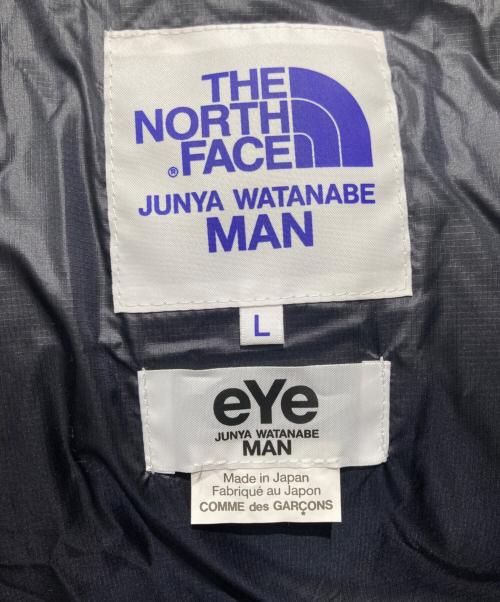 THE
NORTH
FACE
®
JUNYA WATANABE
MAN
L
eYe
JUNYA WATANABE
MAN
Made in Japan
Fabriqué au Japon
COMME des GARÇONS